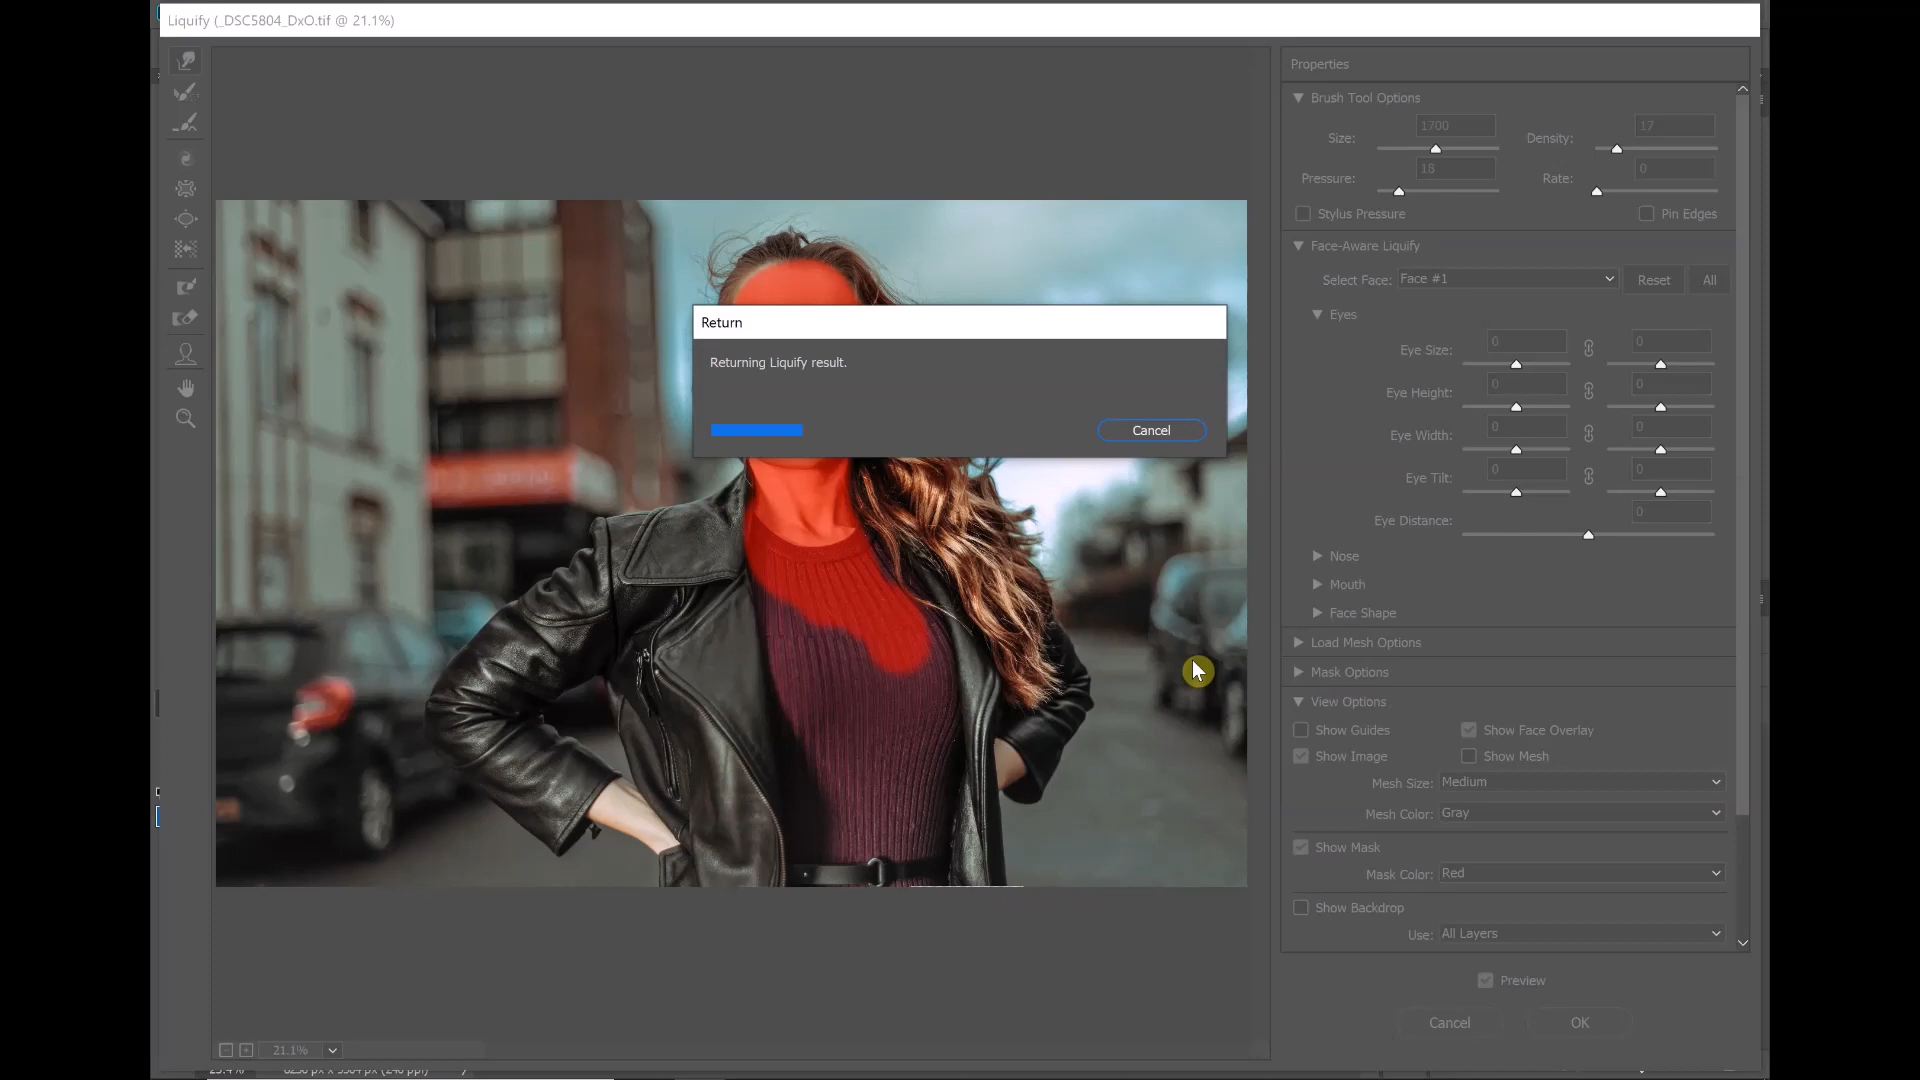 Liquify (_DSC5804_DxO.tif @ 21.1%)
Properties
Brush Tool Options
Size: 1700 Density: 17
Pressure: 18 Rate: 0
Stylus Pressure Pin Edges
Face-Aware Liquify
Select Face: Face #1 Reset All
Eyes
Eye Size: 0 0
Eye Height: 0 0
Eye Width: 0 0
Eye Tilt: 0 0
Eye Distance: 0
Nose
Mouth
Face Shape
Load Mesh Options
Mask Options
View Options
Show Guides Show Face Overlay
Show Image Show Mesh
Mesh Size: Medium
Mesh Color: Gray
Show Mask
Mask Color: Red
Show Backdrop
Use: All Layers
Preview
Cancel OK
Return
Returning Liquify result.
Cancel
21.1%